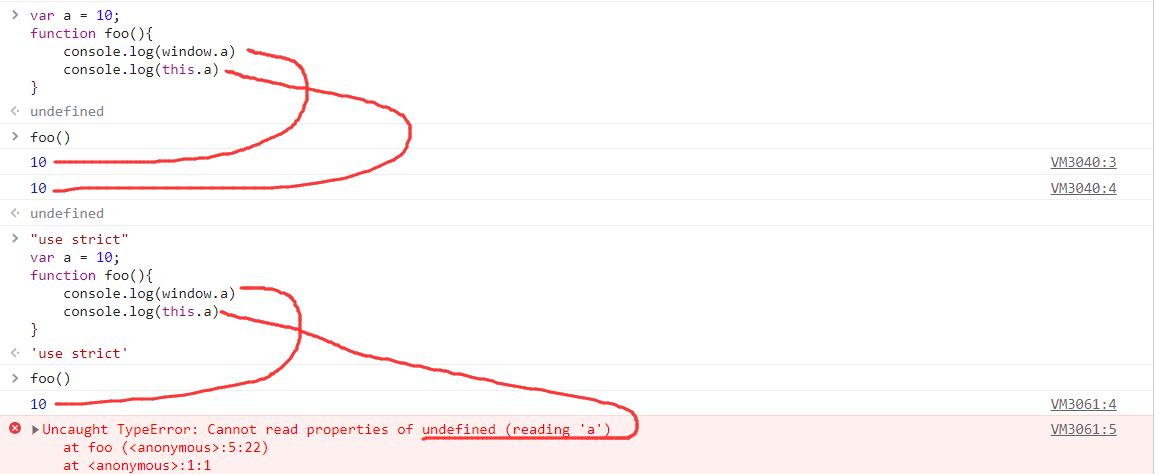 var a = 10;
function foo(){
    console.log(window.a)
    console.log(this.a)
}
undefined
foo()
10 VM3040:3
10 VM3040:4
undefined
"use strict"
var a = 10;
function foo(){
    console.log(window.a)
    console.log(this.a)
}
'use strict'
foo()
10 VM3061:4
Uncaught TypeError: Cannot read properties of undefined (reading 'a') VM3061:5
    at foo (<anonymous>:5:22)
    at <anonymous>:1:1